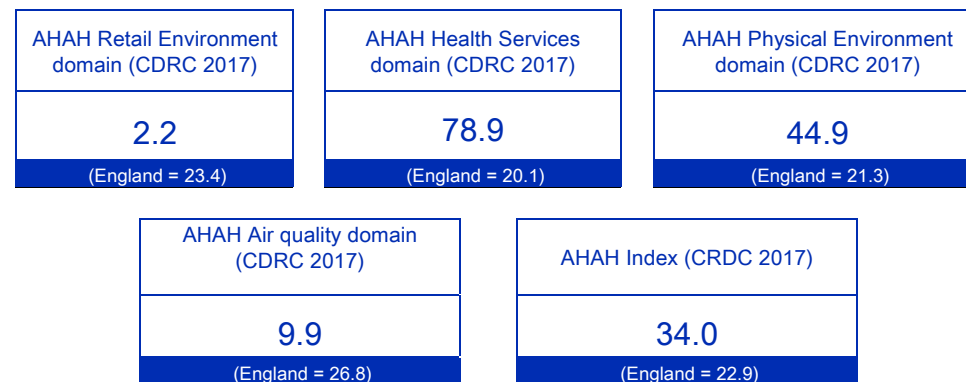 AHAH Retail Environment
domain (CDRC 2017)
2.2
(England = 23.4)
AHAH Health Services
domain (CDRC 2017)
78.9
(England = 20.1)
AHAH Physical Environment
domain (CDRC 2017)
44.9
(England = 21.3)
AHAH Air quality domain
(CDRC 2017)
9.9
(England = 26.8)
AHAH Index (CRDC 2017)
34.0
(England = 22.9)